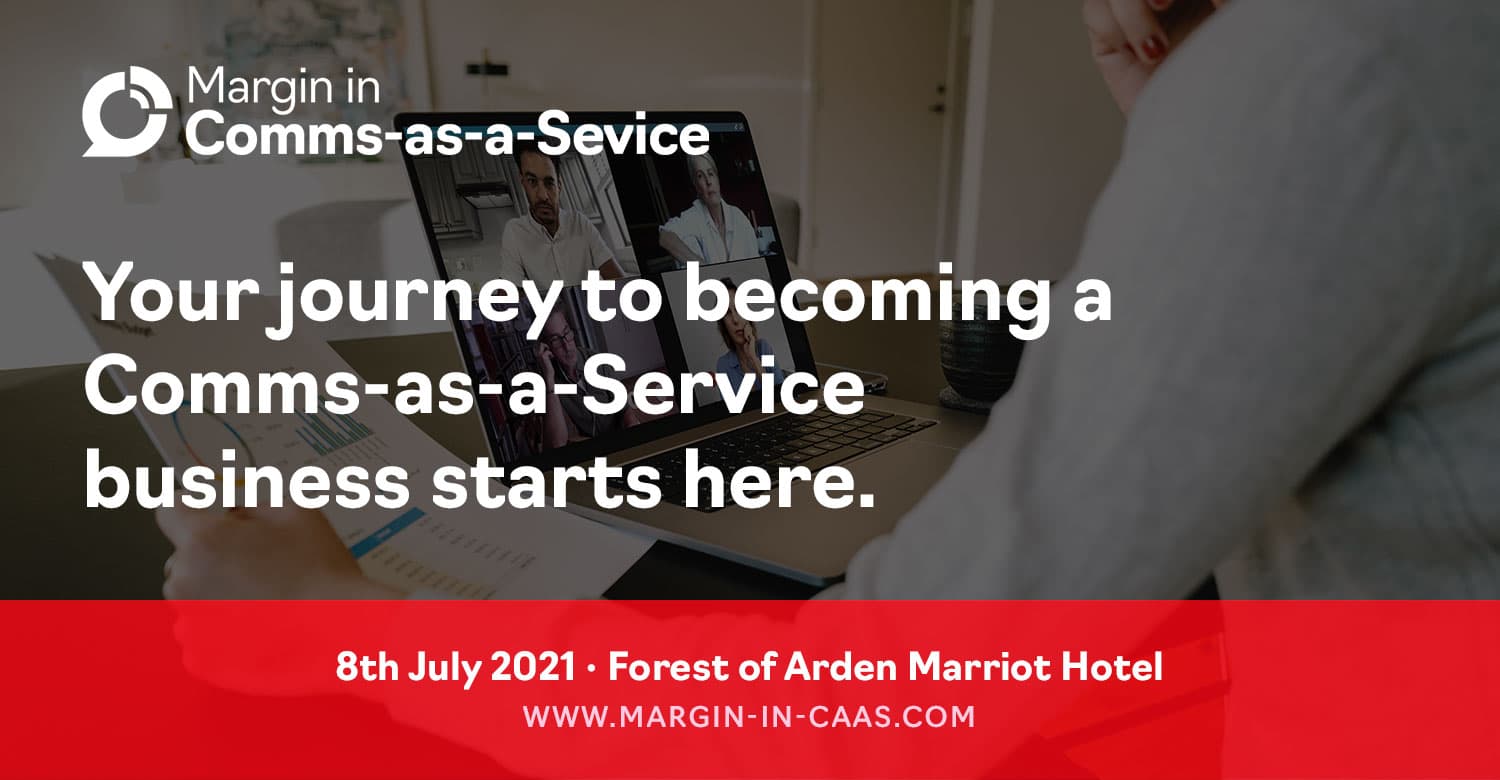 Margin in
Comms-as-a-Sevice
Your journey to becoming a
Comms-as-a-Service
business starts here.
8th July 2021 · Forest of Arden Marriot Hotel
WWW.MARGIN-IN-CAAS.COM